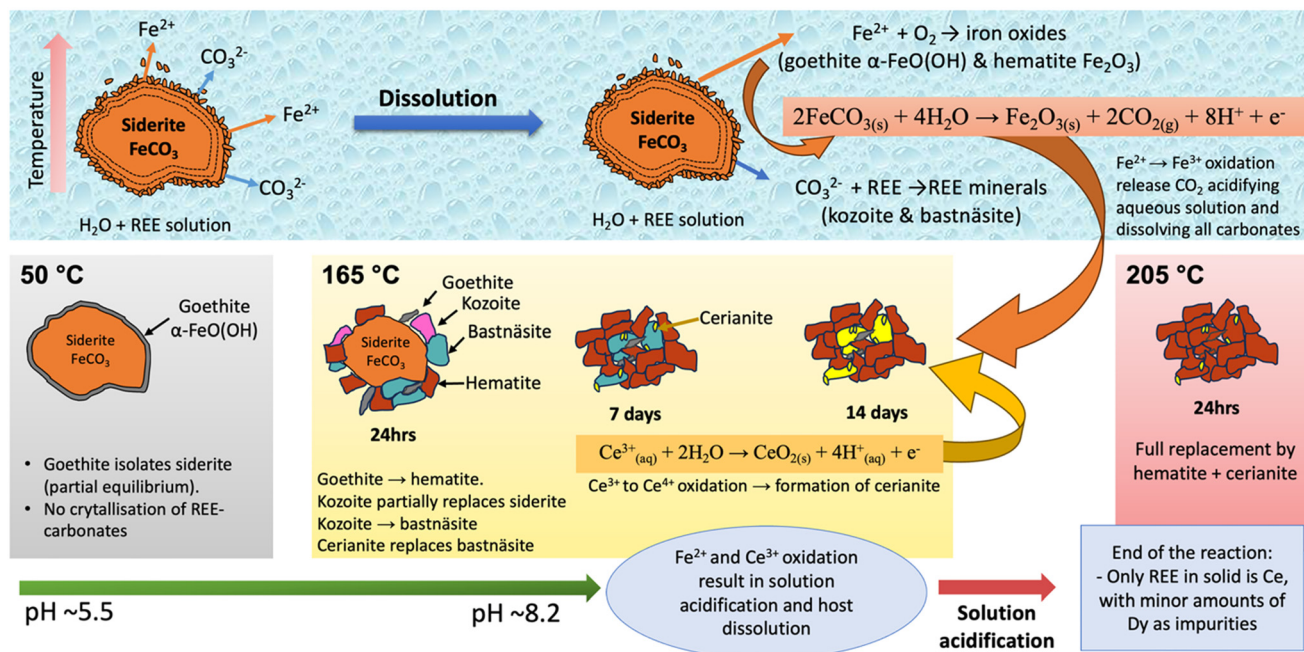 Temperature
Fe2+
CO32-
Siderite
FeCO3
Fe2+
CO32-
H2O + REE solution
Dissolution
Siderite
FeCO3
H2O + REE solution
Fe2+ + O2 → iron oxides
(goethite α-FeO(OH) & hematite Fe2O3)
2FeCO3(s) + 4H2O → Fe2O3(s) + 2CO2(g) + 8H+ + e-
CO32- + REE →REE minerals
(kozoite & bastnäsite)
Fe2+ → Fe3+ oxidation
release CO2 acidifying
aqueous solution and
dissolving all carbonates
50 °C
Goethite
α-FeO(OH)
Siderite
FeCO3
• Goethite isolates siderite
(partial equilibrium).
• No crytallisation of REE-
carbonates
165 °C
Goethite
Kozoite
Bastnäsite
Hematite
Siderite
FeCO3
24hrs
Cerianite
7 days
14 days
Ce3+(aq) + 2H2O → CeO2(s) + 4H+(aq) + e-
Ce3+ to Ce4+ oxidation → formation of cerianite
Goethite → hematite.
Kozoite partially replaces siderite
Kozoite → bastnäsite
Cerianite replaces bastnäsite
205 °C
24hrs
Full replacement by
hematite + cerianite
pH ~5.5
pH ~8.2
Fe2+ and Ce3+ oxidation
result in solution
acidification and host
dissolution
Solution
acidification
End of the reaction:
- Only REE in solid is Ce,
with minor amounts of
Dy as impurities